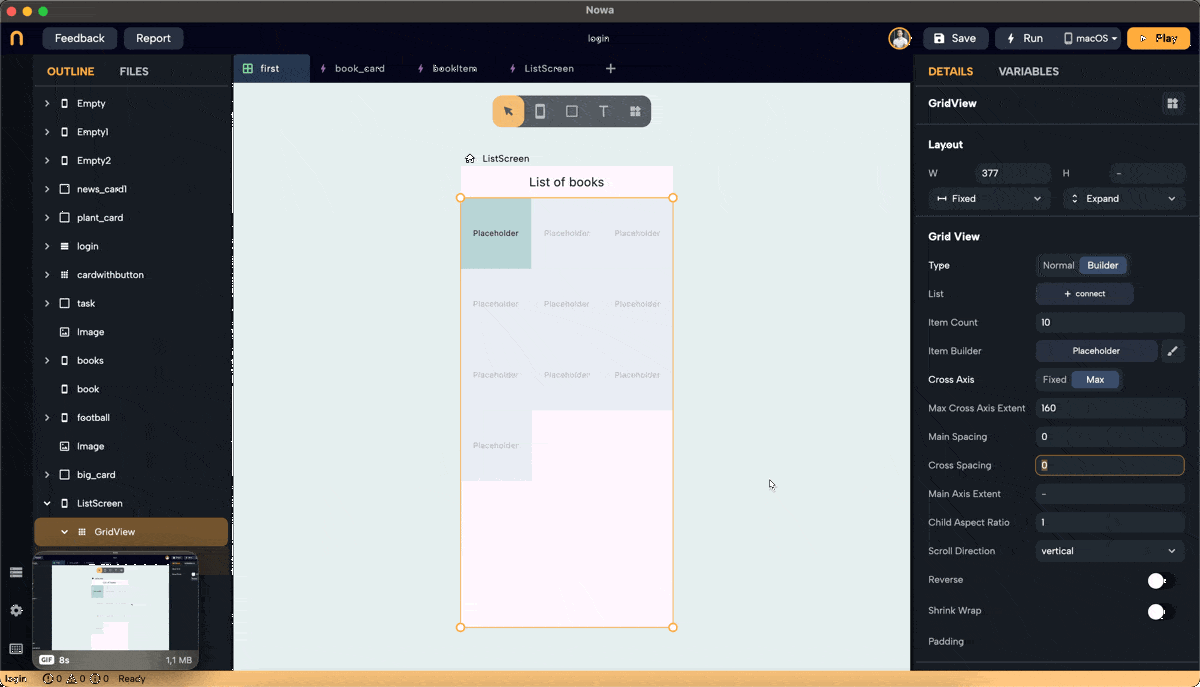 Nowa
Feedback
Report
login
Save
Run
macOS
Play
OUTLINE
FILES
first
book_card
bookItem
ListScreen
DETAILS
VARIABLES
Empty
Empty1
Empty2
news_card1
plant_card
login
cardwithbutton
task
Image
books
book
football
Image
big_card
ListScreen
GridView
GIF 8s
1,1 MB
T
ListScreen
List of books
Placeholder Placeholder Placeholder
Placeholder Placeholder Placeholder
Placeholder Placeholder Placeholder
Placeholder
GridView
Layout
W 377 H -
Fixed Expand
Grid View
Type Normal Builder
List + connect
Item Count 10
Item Builder Placeholder
Cross Axis Fixed Max
Max Cross Axis Extent 160
Main Spacing 0
Cross Spacing 0
Main Axis Extent -
Child Aspect Ratio 1
Scroll Direction vertical
Reverse
Shrink Wrap
Padding
login 0 0 0 Ready